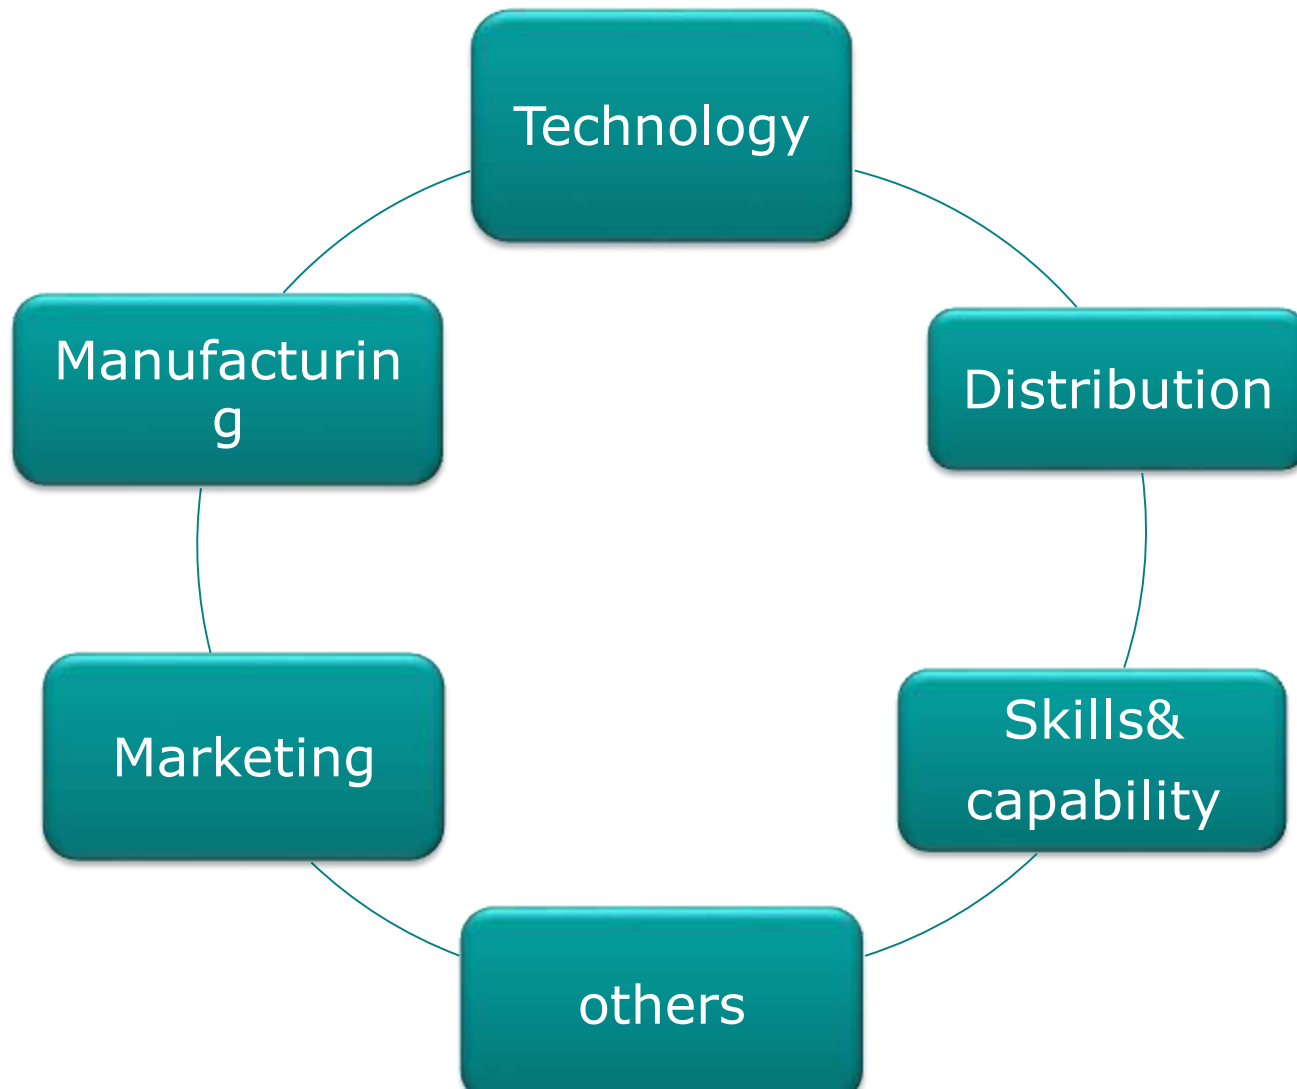 Technology
Manufacturin
g
Distribution
Marketing
Skills&
capability
others